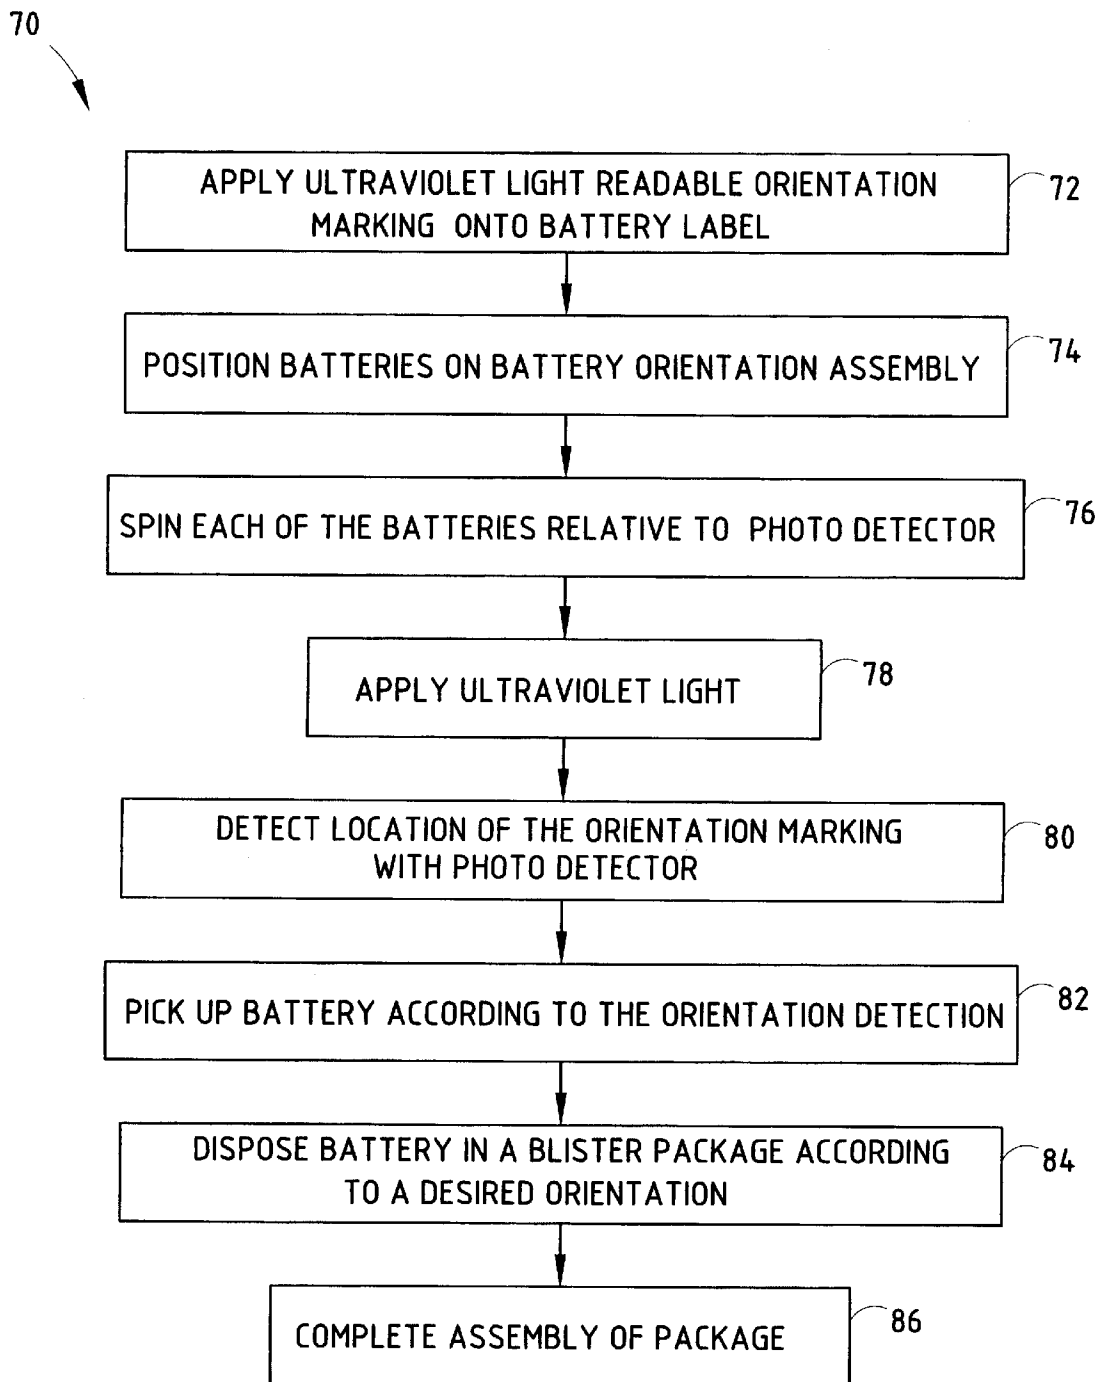 70
APPLY ULTRAVIOLET LIGHT READABLE ORIENTATION
MARKING ONTO BATTERY LABEL
72
POSITION BATTERIES ON BATTERY ORIENTATION ASSEMBLY
74
SPIN EACH OF THE BATTERIES RELATIVE TO PHOTO DETECTOR
76
APPLY ULTRAVIOLET LIGHT
78
DETECT LOCATION OF THE ORIENTATION MARKING
WITH PHOTO DETECTOR
80
PICK UP BATTERY ACCORDING TO THE ORIENTATION DETECTION
82
DISPOSE BATTERY IN A BLISTER PACKAGE ACCORDING
TO A DESIRED ORIENTATION
84
COMPLETE ASSEMBLY OF PACKAGE
86